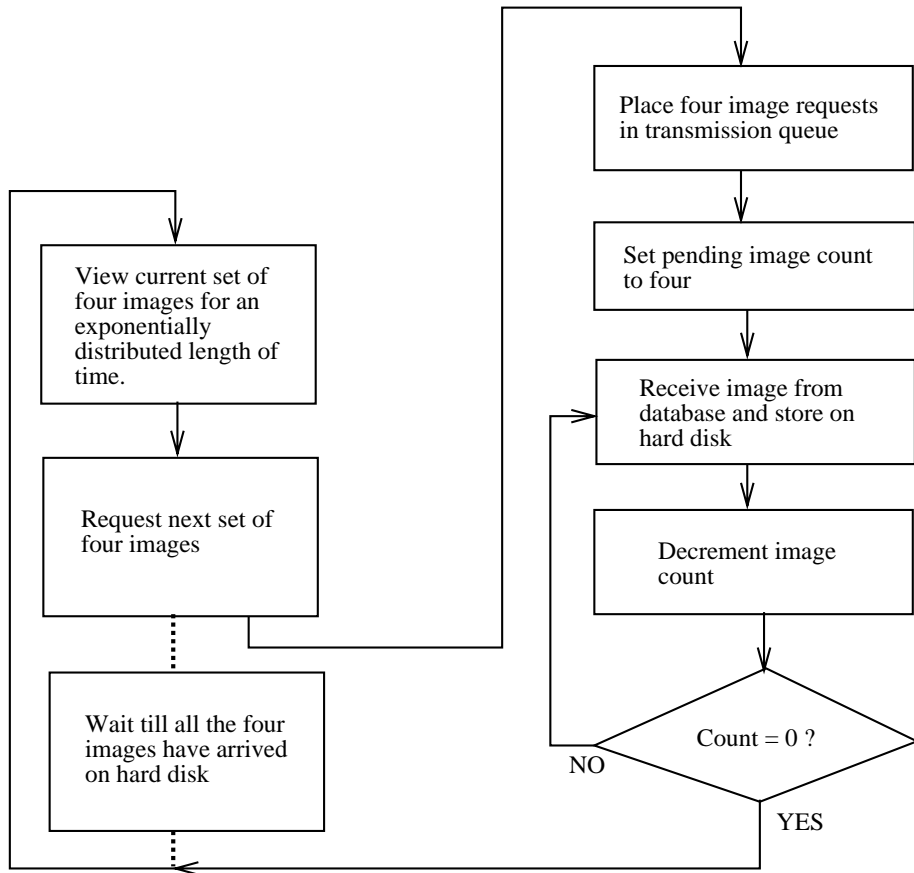 View current set of
four images for an
exponentially
distributed length of
time.
Request next set of
four images
Wait till all the four
images have arrived
on hard disk
Place four image requests
in transmission queue
Set pending image count
to four
Receive image from
database and store on
hard disk
Decrement image
count
Count = 0 ?
NO
YES